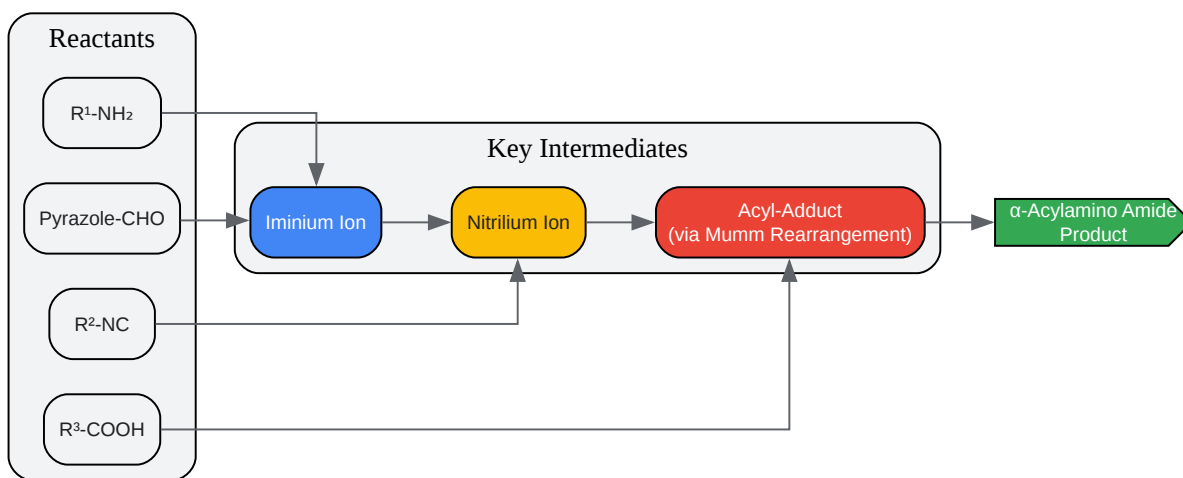 Reactants
R¹-NH₂
Key Intermediates
Pyrazole-CHO
Iminium Ion
Nitrilium Ion
Acyl-Adduct
(via Mumm Rearrangement)
α-Acylamino Amide
Product
R²-NC
R³-COOH